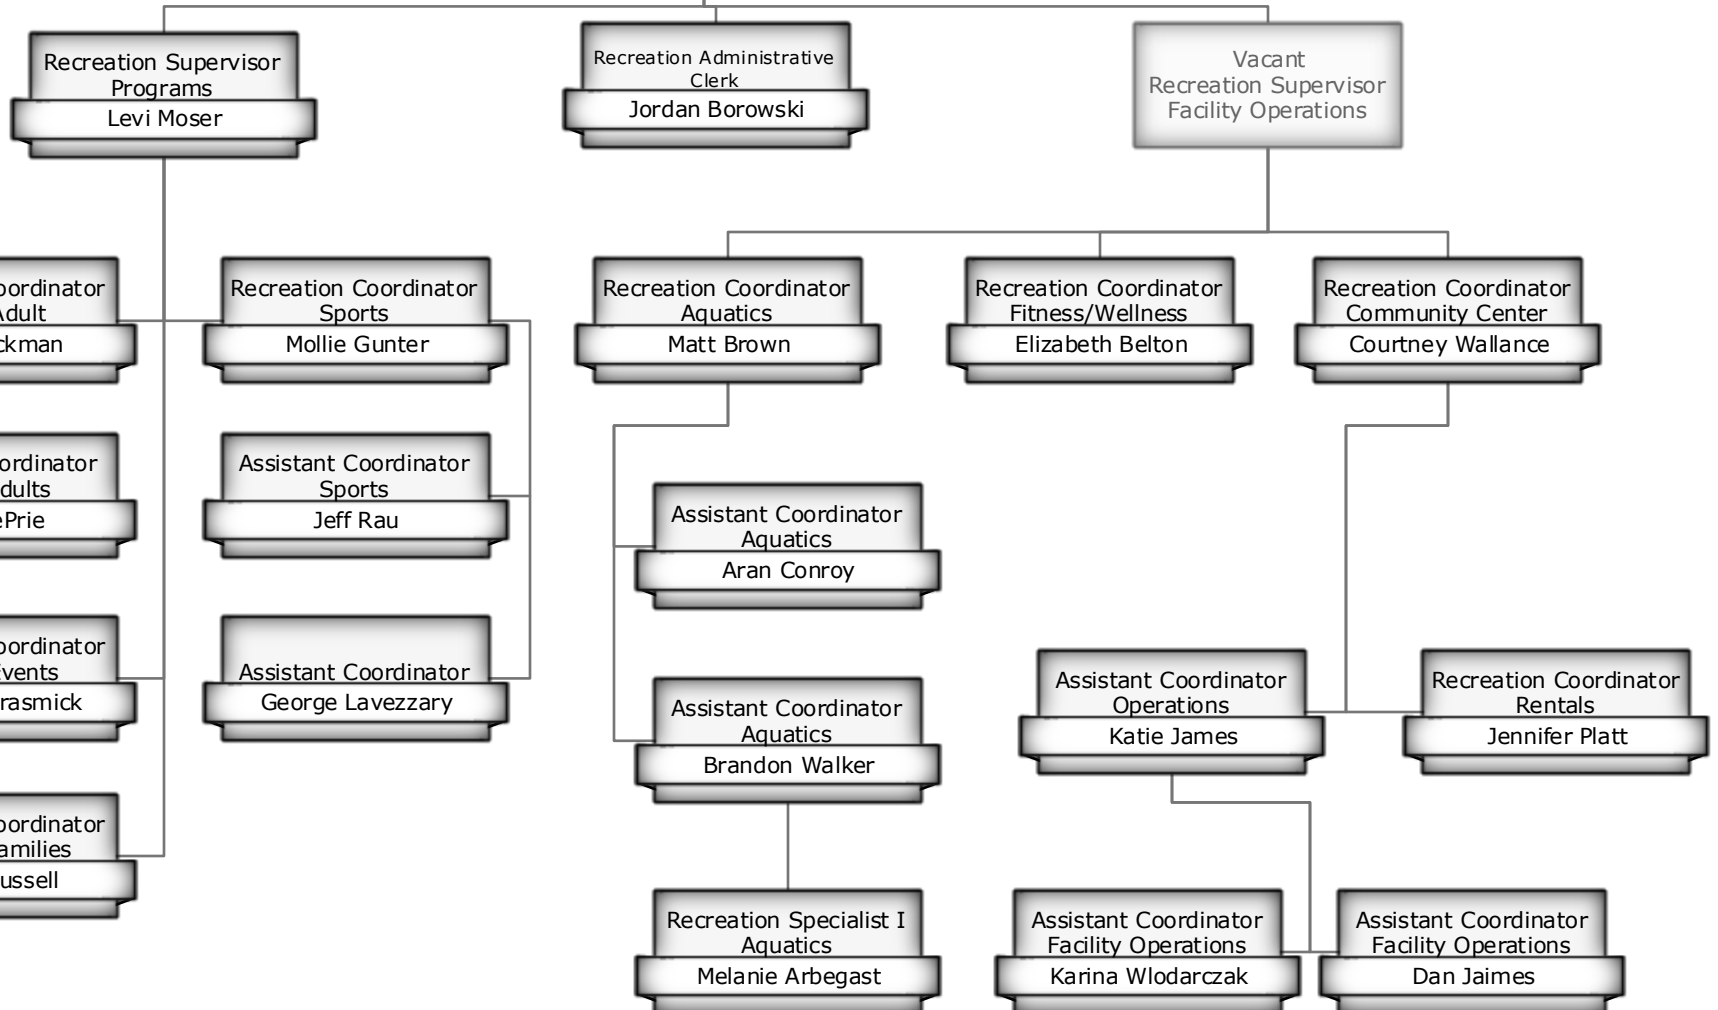 Recreation Supervisor
Programs
Levi Moser
Recreation Administrative
Clerk
Jordan Borowski
Vacant
Recreation Supervisor
Facility Operations
Recreation Coordinator
Sports
Mollie Gunter
Recreation Coordinator
Aquatics
Matt Brown
Recreation Coordinator
Fitness/Wellness
Elizabeth Belton
Recreation Coordinator
Community Center
Courtney Wallance
Assistant Coordinator
Sports
Jeff Rau
Assistant Coordinator
Aquatics
Aran Conroy
Assistant Coordinator
George Lavezzary
Assistant Coordinator
Aquatics
Brandon Walker
Assistant Coordinator
Operations
Katie James
Recreation Coordinator
Rentals
Jennifer Platt
Recreation Specialist I
Aquatics
Melanie Arbegast
Assistant Coordinator
Facility Operations
Karina Wlodarczak
Assistant Coordinator
Facility Operations
Dan Jaimes